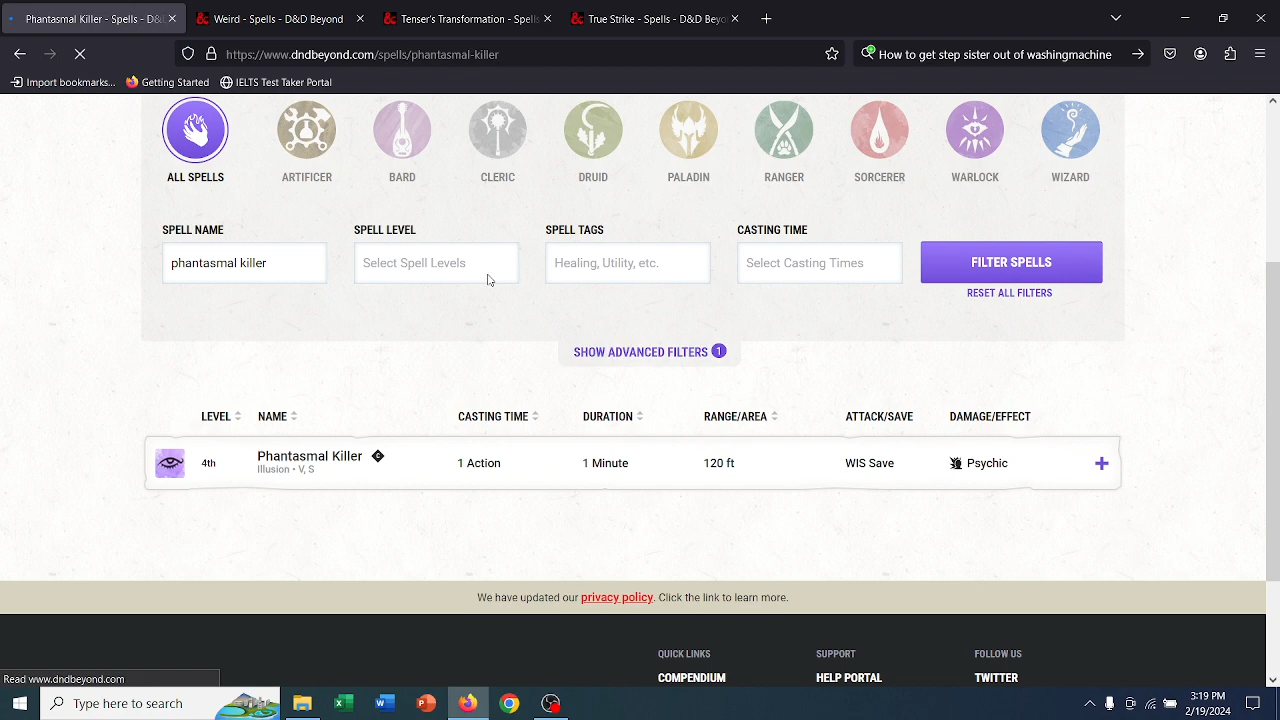 Phantasmal Killer - Spells - D&D
Weird - Spells - D&D Beyond
Tenser's Transformation - Spells
True Strike - Spells - D&D Beyo
https://www.dndbeyond.com/spells/phantasmal-killer
How to get step sister out of washingmachine
Import bookmarks...
Getting Started
IELTS Test Taker Portal
ALL SPELLS
ARTIFICER
BARD
CLERIC
DRUID
PALADIN
RANGER
SORCERER
WARLOCK
WIZARD
SPELL NAME
SPELL LEVEL
SPELL TAGS
CASTING TIME
phantasmal killer
Select Spell Levels
Healing, Utility, etc.
Select Casting Times
FILTER SPELLS
RESET ALL FILTERS
SHOW ADVANCED FILTERS 1
LEVEL NAME CASTING TIME DURATION RANGE/AREA ATTACK/SAVE DAMAGE/EFFECT
4th Phantasmal Killer 1 Action 1 Minute 120 ft WIS Save Psychic
Illusion • V, S
We have updated our privacy policy. Click the link to learn more.
QUICK LINKS
SUPPORT
FOLLOW US
COMPENDIUM
HELP PORTAL
TWITTER
Read www.dndbeyond.com
Type here to search
3:19 PM
2/19/2024